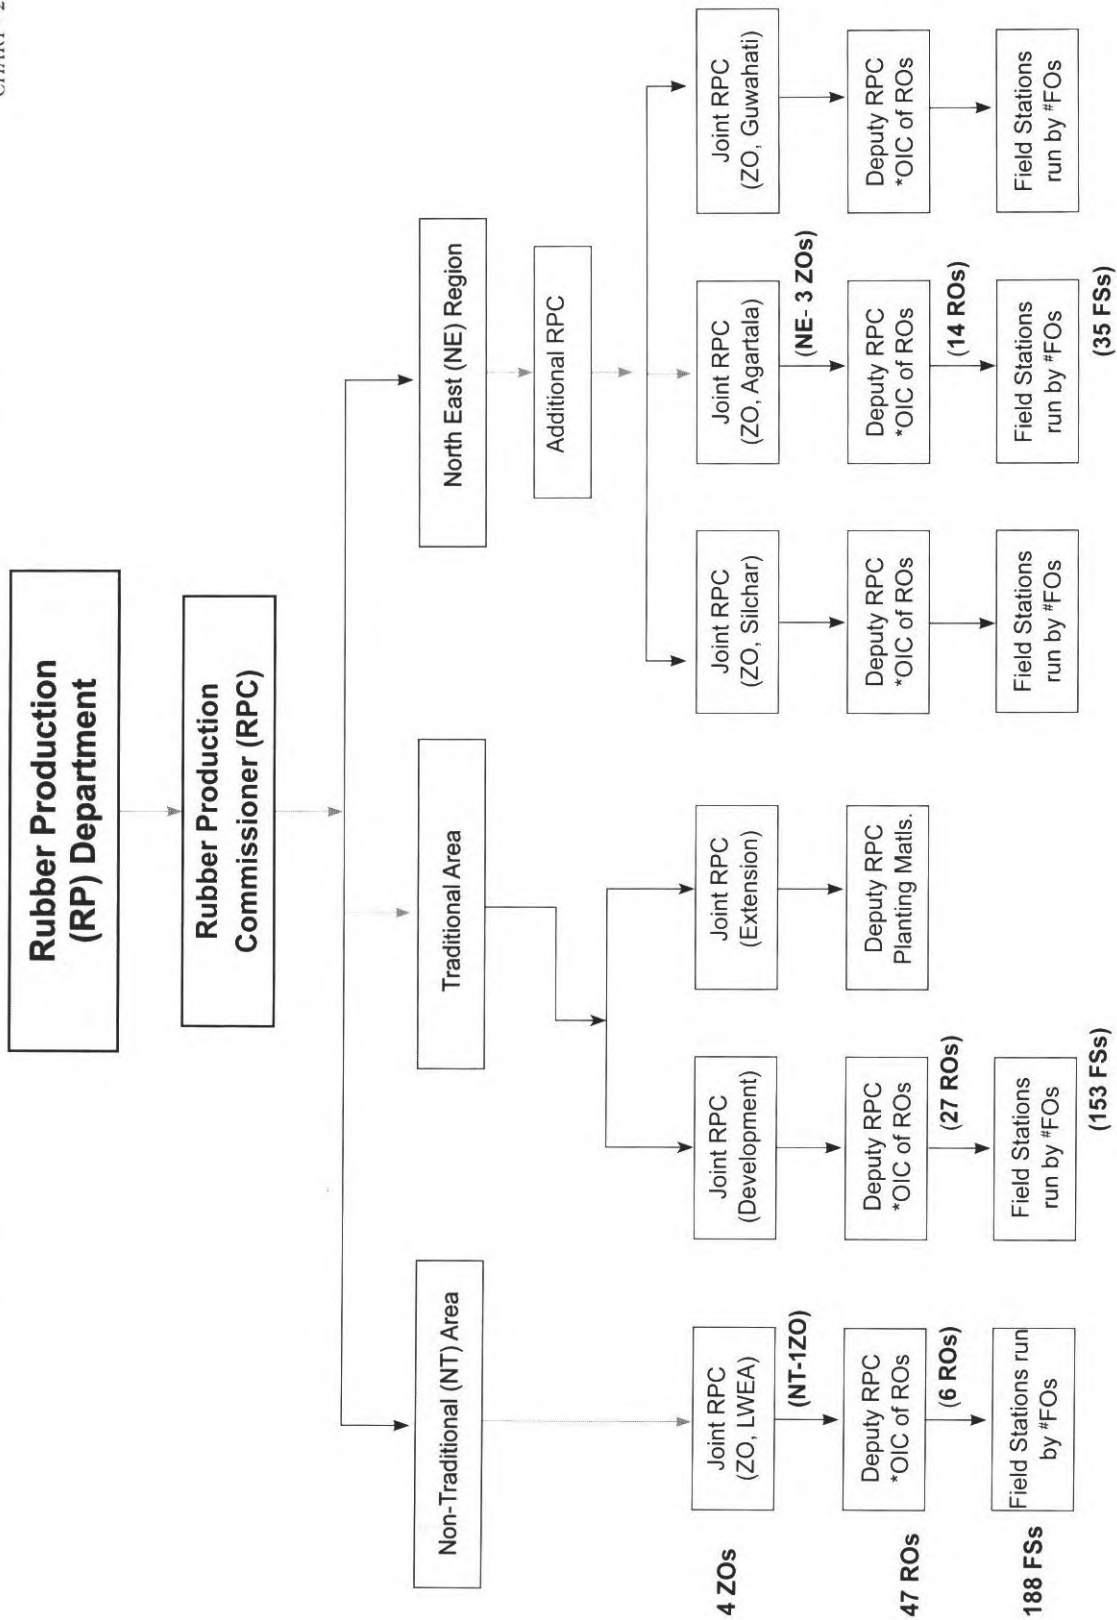 CHART - 2
Rubber Production
(RP) Department
Rubber Production
Commissioner (RPC)
Non-Traditional (NT) Area
Traditional Area
North East (NE) Region
Additional RPC
4 ZOs
Joint RPC
(ZO, LWEA)
Joint RPC
(Development)
Joint RPC
(Extension)
Joint RPC
(ZO, Silchar)
Joint RPC
(ZO, Agartala)
Joint RPC
(ZO, Guwahati)
(NT-1ZO)
(NE- 3 ZOs)
47 ROs
Deputy RPC
*OIC of ROs
Deputy RPC
*OIC of ROs
Deputy RPC
Planting Matls.
Deputy RPC
*OIC of ROs
Deputy RPC
*OIC of ROs
Deputy RPC
*OIC of ROs
(6 ROs)
(27 ROs)
(14 ROs)
188 FSs
Field Stations run
by #FOs
Field Stations
run by #FOs
Field Stations
run by #FOs
Field Stations
run by #FOs
Field Stations
run by #FOs
(153 FSs)
(35 FSs)